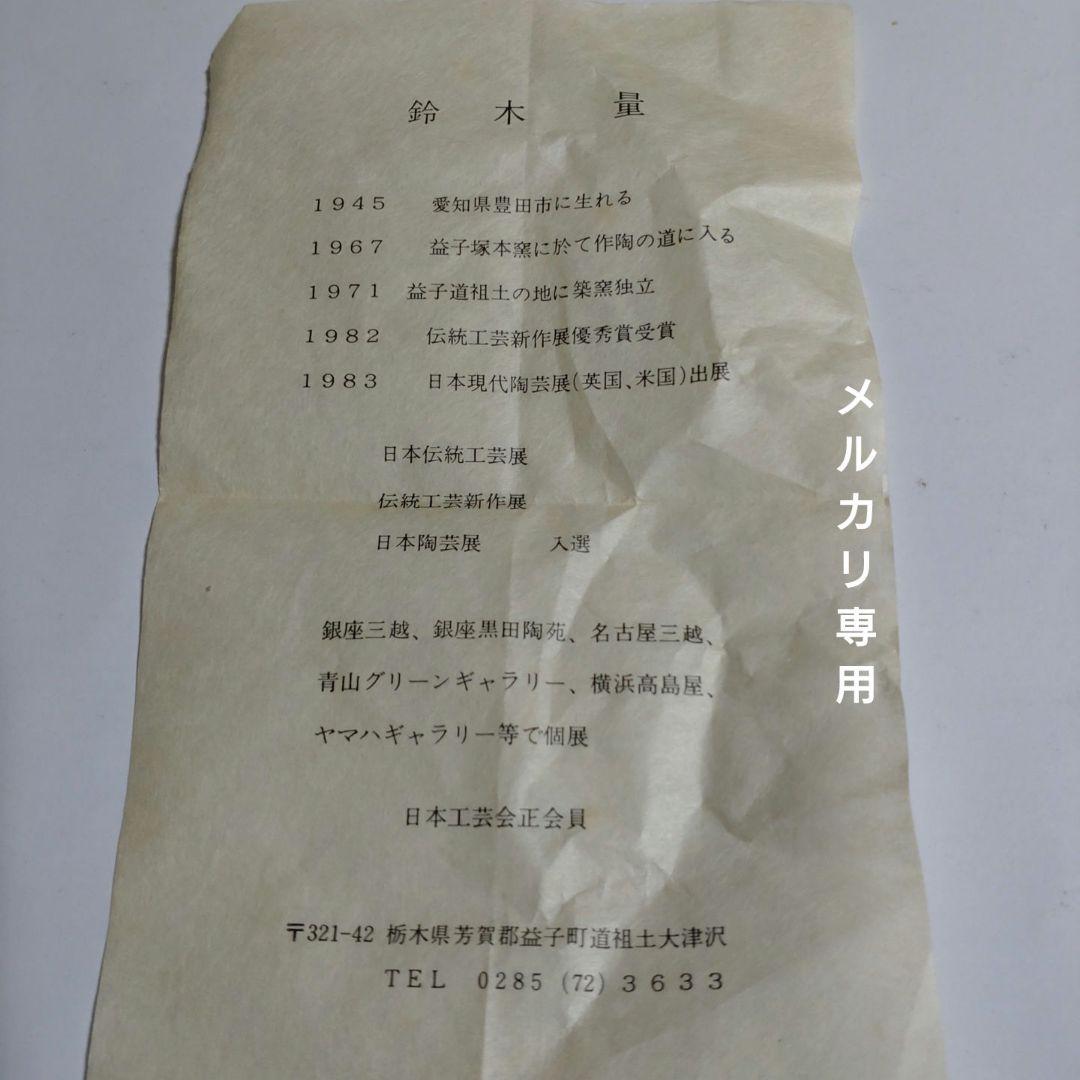 鈴木　量
1945　愛知県豊田市に生れる
1967　益子塚本窯に於て作陶の道に入る
1971　益子道祖土の地に築窯独立
1982　伝統工芸新作展優秀賞受賞
1983　日本現代陶芸展(英国、米国)出展
日本伝統工芸展
伝統工芸新作展
日本陶芸展　入選
銀座三越、銀座黒田陶苑、名古屋三越、
青山グリーンギャラリー、横浜高島屋、
ヤマハギャラリー等で個展
日本工芸会正会員
〒321-42 栃木県芳賀郡益子町道祖土大津沢
TEL　0285 (72) 3633
メルカリ専用